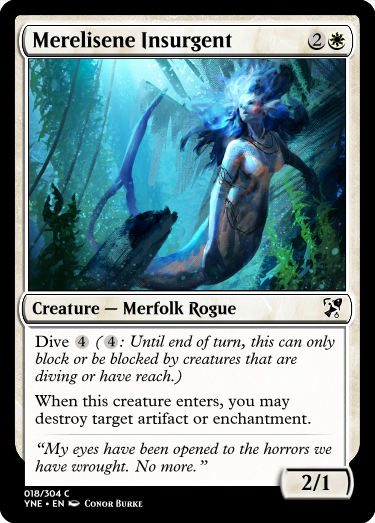 Merelisene Insurgent 2
Creature — Merfolk Rogue
Dive 4 (4: Until end of turn, this can only
block or be blocked by creatures that are
diving or have reach.)
When this creature enters, you may
destroy target artifact or enchantment.
“My eyes have been opened to the horrors we
have wrought. No more.”
2/1
018/304 C
YNE • EN Conor Burke